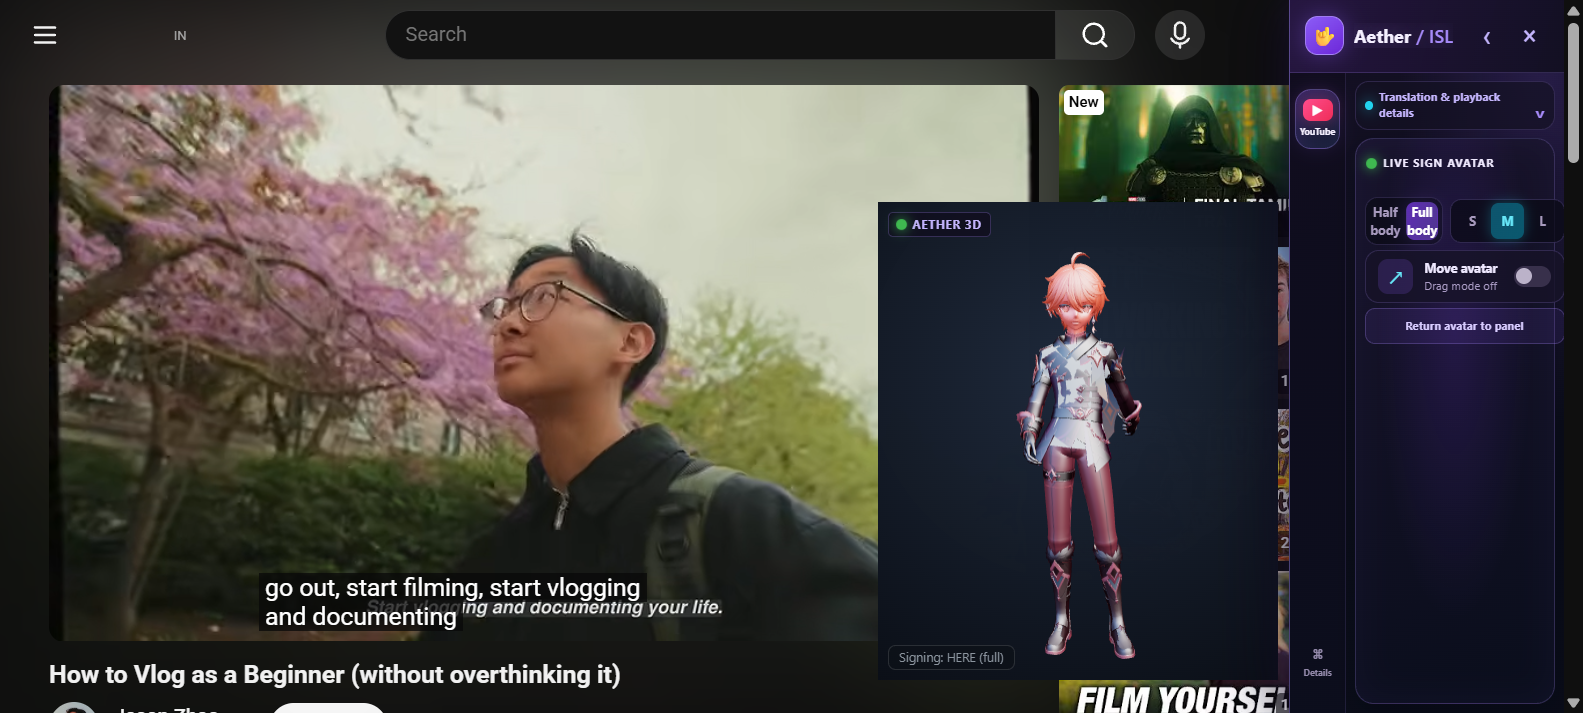 IN
Search
Aether / ISL
New
YouTube
Translation & playback
details
LIVE SIGN AVATAR
Half
body
Full
body
S
M
L
Move avatar
Drag mode off
Return avatar to panel
AETHER 3D
Signing: HERE (full)
go out, start filming, start vlogging
and documenting
Start vlogging and documenting your life.
How to Vlog as a Beginner (without overthinking it)
FILM YOURSE
Details